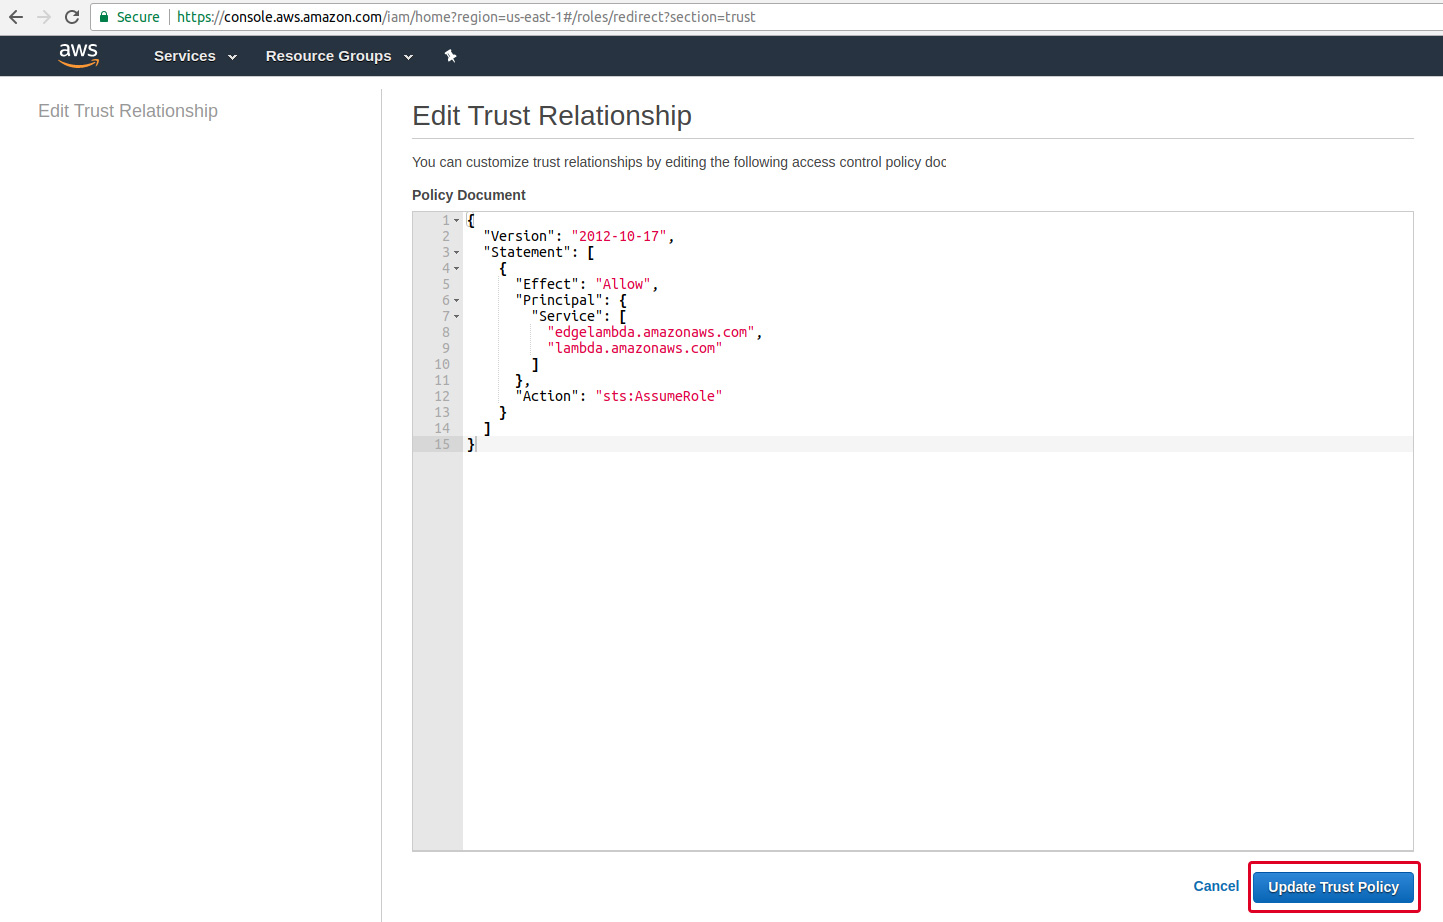 Secure https://console.aws.amazon.com/iam/home?region=us-east-1#/roles/redirect?section=trust
aws Services Resource Groups
Edit Trust Relationship
Edit Trust Relationship
You can customize trust relationships by editing the following access control policy doc
Policy Document
1 {
2 "Version": "2012-10-17",
3 "Statement": [
4 {
5 "Effect": "Allow",
6 "Principal": {
7 "Service": [
8 "edgelambda.amazonaws.com",
9 "lambda.amazonaws.com"
10 ]
11 },
12 "Action": "sts:AssumeRole"
13 }
14 ]
15 }
Cancel Update Trust Policy